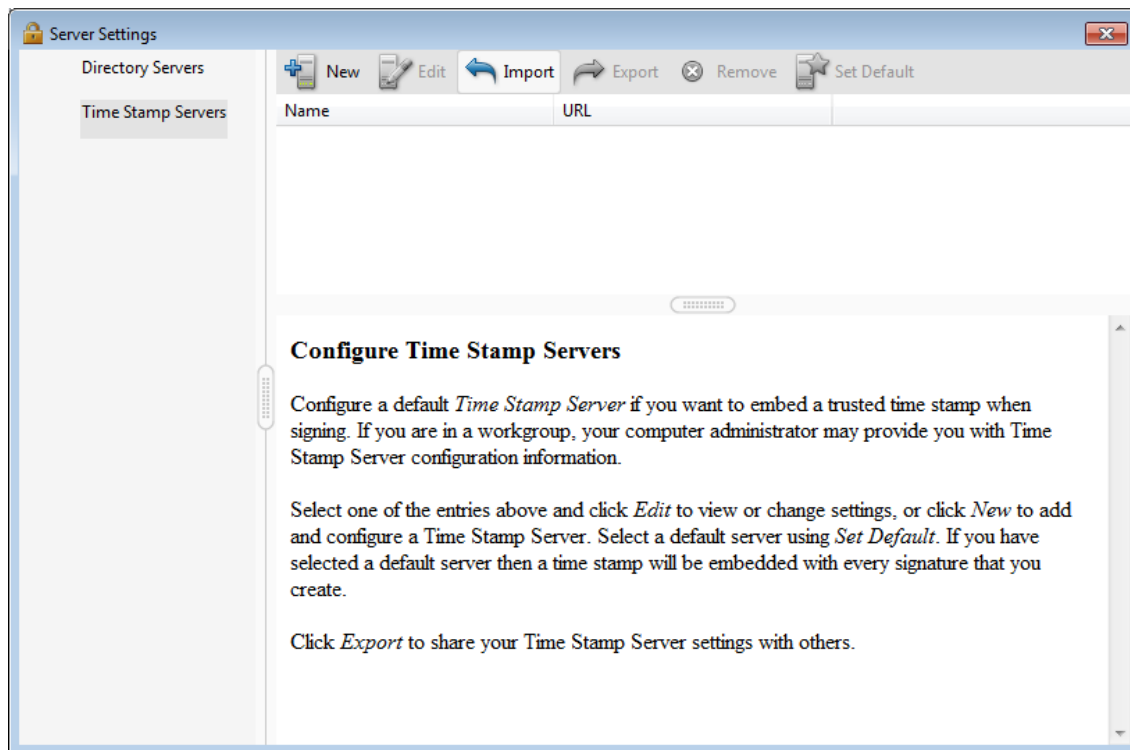 Server Settings
Directory Servers
Time Stamp Servers
New Edit Import Export Remove Set Default
Name URL
Configure Time Stamp Servers
Configure a default Time Stamp Server if you want to embed a trusted time stamp when
signing. If you are in a workgroup, your computer administrator may provide you with Time
Stamp Server configuration information.
Select one of the entries above and click Edit to view or change settings, or click New to add
and configure a Time Stamp Server. Select a default server using Set Default. If you have
selected a default server then a time stamp will be embedded with every signature that you
create.
Click Export to share your Time Stamp Server settings with others.